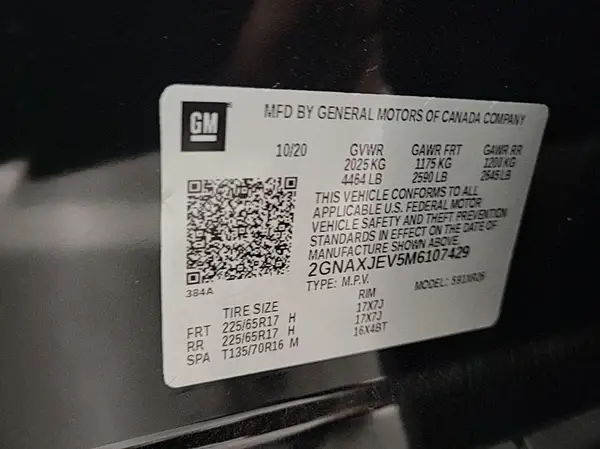 GM
MFD BY GENERAL MOTORS OF CANADA COMPANY
10/20 GVWR GAWR FRT GAWR RR
2025 KG 1175 KG 1200 KG
4464 LB 2590 LB 2645 LB
THIS VEHICLE CONFORMS TO ALL
APPLICABLE U.S. FEDERAL MOTOR
VEHICLE SAFETY AND THEFT PREVENTION
STANDARDS IN EFFECT ON THE DATE OF
MANUFACTURE SHOWN ABOVE.
2GNAXJEV5M6107429
384A
TYPE: M.P.V. MODEL:
TIRE SIZE RIM
FRT 225/65R17 H 17X7J
RR 225/65R17 H 17X7J
SPA T135/70R16 M 16X4BT